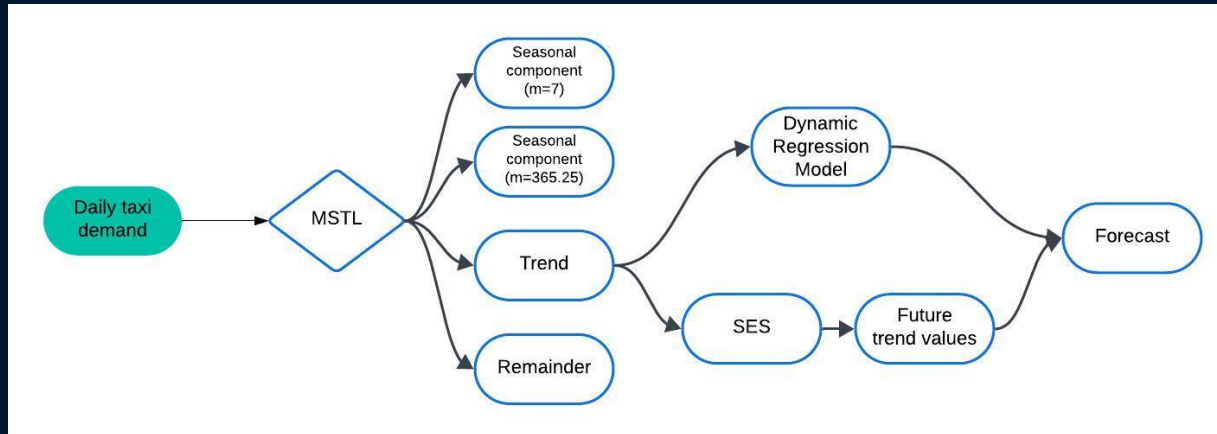 Daily taxi
demand
MSTL
Seasonal
component
(m=7)
Seasonal
component
(m=365.25)
Trend
Remainder
Dynamic
Regression
Model
SES
Future
trend values
Forecast